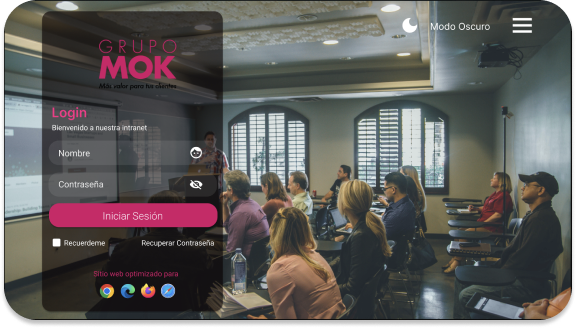 Modo Oscuro
GRUPO
MOK
Más valor para tus clientes
Login
Bienvenido a nuestra intranet
Nombre
Contraseña
Iniciar Sesión
Recuerdeme
Recuperar Contraseña
Sitio web optimizado para